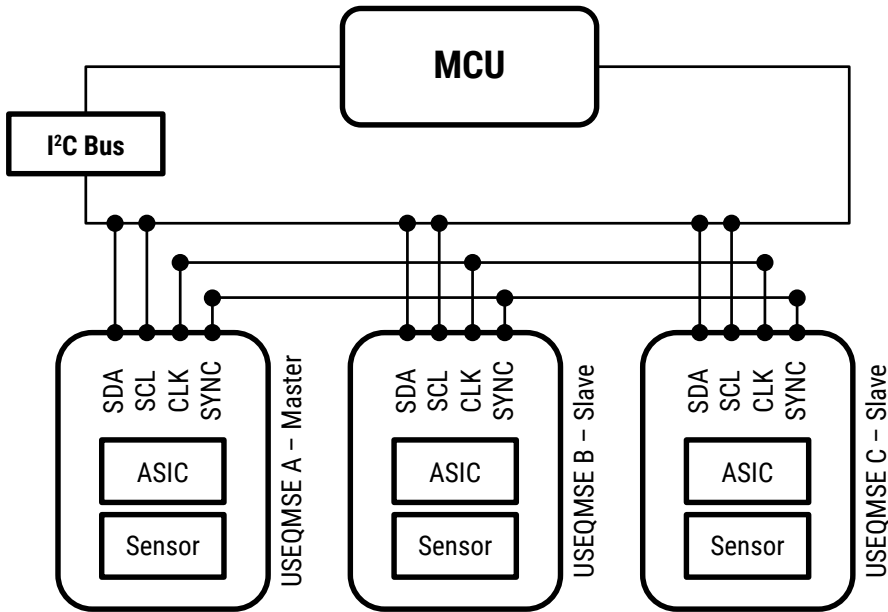 MCU
I²C Bus
SDA
SCL
CLK
SYNC
ASIC
Sensor
USEQMSE A – Master
SDA
SCL
CLK
SYNC
ASIC
Sensor
USEQMSE B – Slave
SDA
SCL
CLK
SYNC
ASIC
Sensor
USEQMSE C – Slave